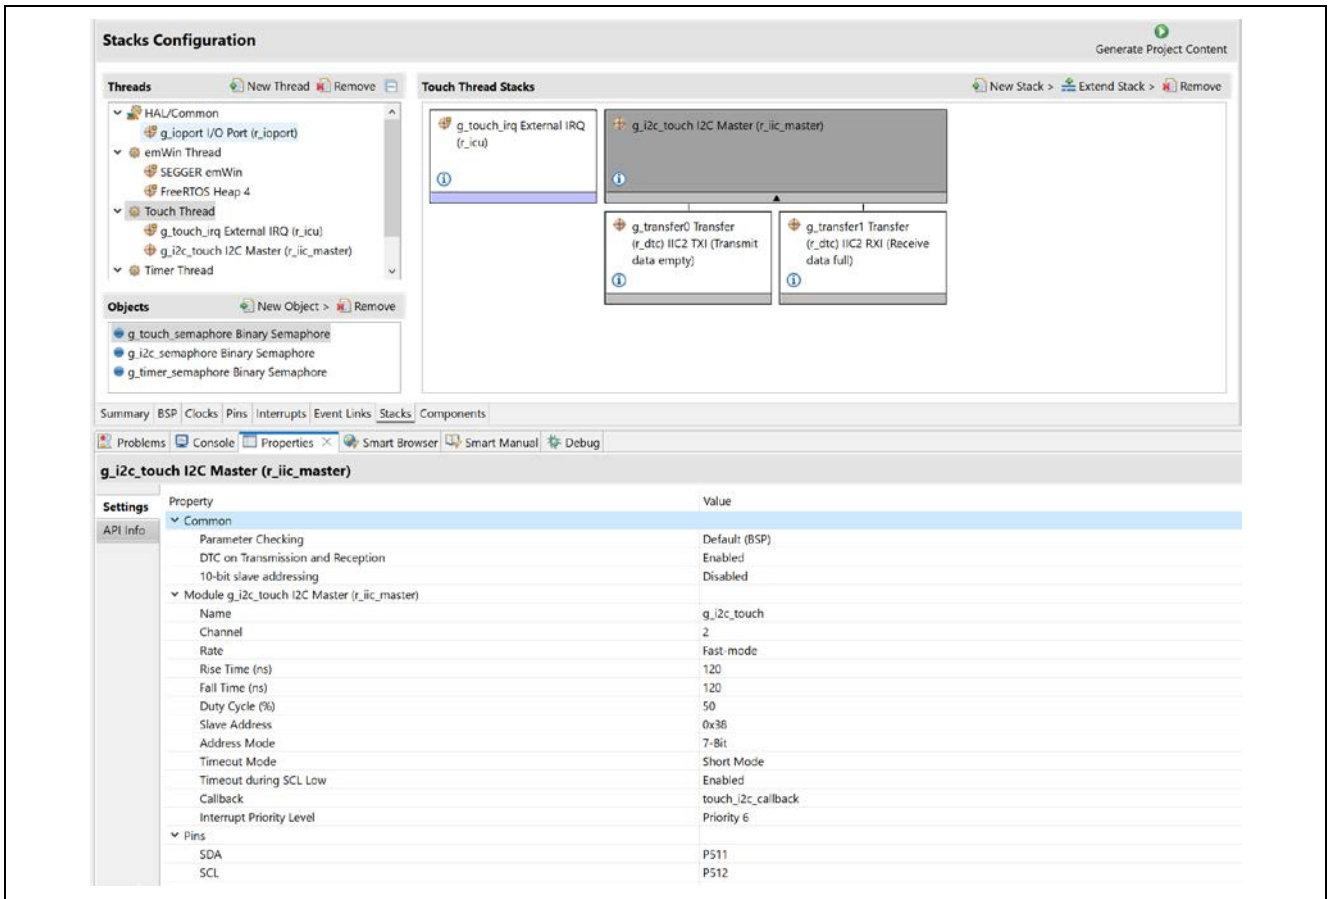 Stacks Configuration
Generate Project Content
Threads
New Thread
Remove
HAL/Common
g_ioport I/O Port (r_ioport)
emWin Thread
SEGGER emWin
FreeRTOS Heap 4
Touch Thread
g_touch_irq External IRQ (r_icu)
g_i2c_touch I2C Master (r_iic_master)
Timer Thread
Objects
New Object >
Remove
g_touch_semaphore Binary Semaphore
g_i2c_semaphore Binary Semaphore
g_timer_semaphore Binary Semaphore
Touch Thread Stacks
New Stack >
Extend Stack >
Remove
g_touch_irq External IRQ
(r_icu)
g_i2c_touch I2C Master (r_iic_master)
g_transfer0 Transfer
(r_dtc) IIC2 TXI (Transmit
data empty)
g_transfer1 Transfer
(r_dtc) IIC2 RXI (Receive
data full)
Summary BSP Clocks Pins Interrupts Event Links Stacks Components
Problems Console Properties Smart Browser Smart Manual Debug
g_i2c_touch I2C Master (r_iic_master)
Settings
API Info
Property Value
Common
Parameter Checking Default (BSP)
DTC on Transmission and Reception Enabled
10-bit slave addressing Disabled
Module g_i2c_touch I2C Master (r_iic_master)
Name g_i2c_touch
Channel 2
Rate Fast-mode
Rise Time (ns) 120
Fall Time (ns) 120
Duty Cycle (%) 50
Slave Address 0x38
Address Mode 7-Bit
Timeout Mode Short Mode
Timeout during SCL Low Enabled
Callback touch_i2c_callback
Interrupt Priority Level Priority 6
Pins
SDA P511
SCL P512